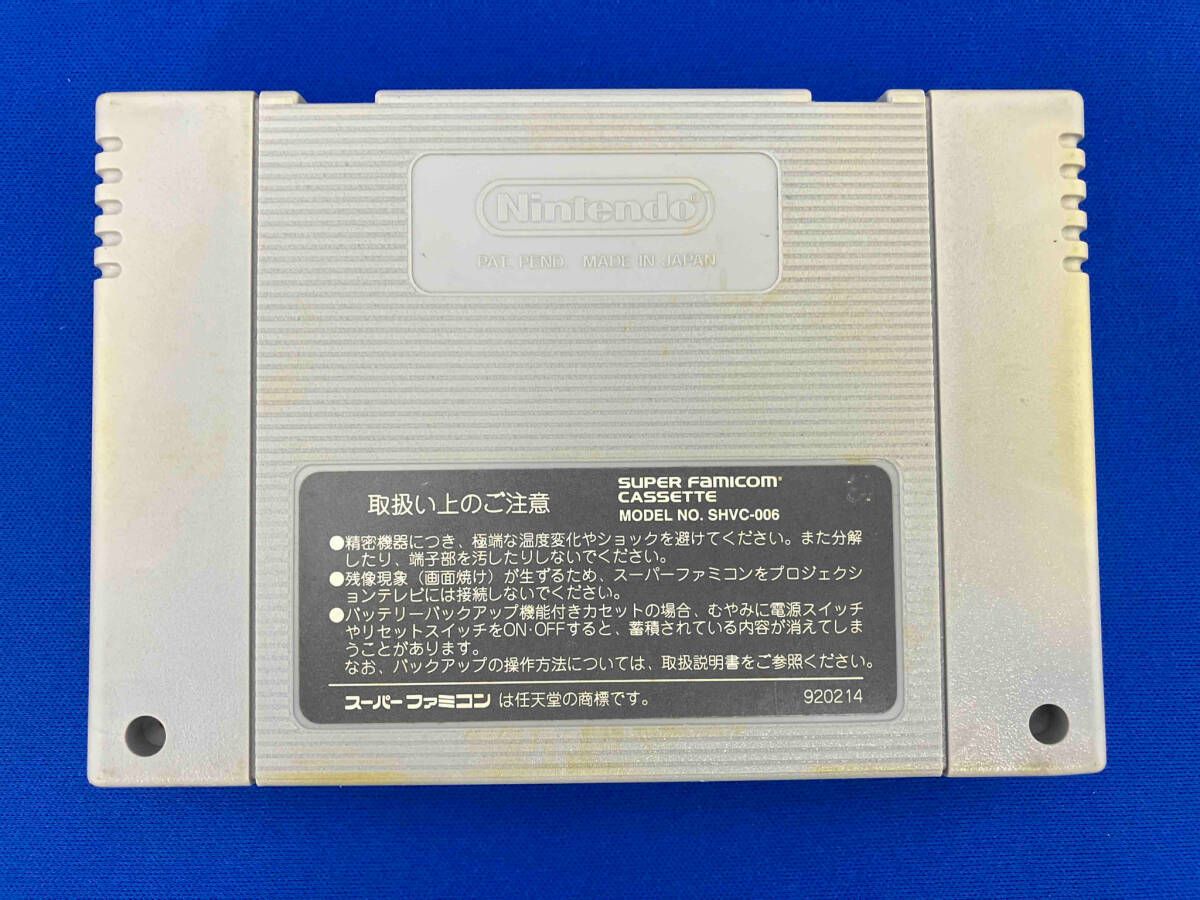 Nintendo®
PAT. PEND. MADE IN JAPAN
取扱い上のご注意
SUPER FAMICOM®
CASSETTE
MODEL NO. SHVC-006
●精密機器につき、極端な温度変化やショックを避けてください。また分解
したり、端子部を汚したりしないでください。
●残像現象（画面焼け）が生ずるため、スーパーファミコンをプロジェクシ
ョンテレビには接続しないでください。
●バッテリーバックアップ機能付きカセットの場合、むやみに電源スイッチ
やリセットスイッチをON・OFFすると、蓄積されている内容が消えてしま
うことがあります。
なお、バックアップの操作方法については、取扱説明書をご参照ください。
スーパーファミコン は任天堂の商標です。
920214